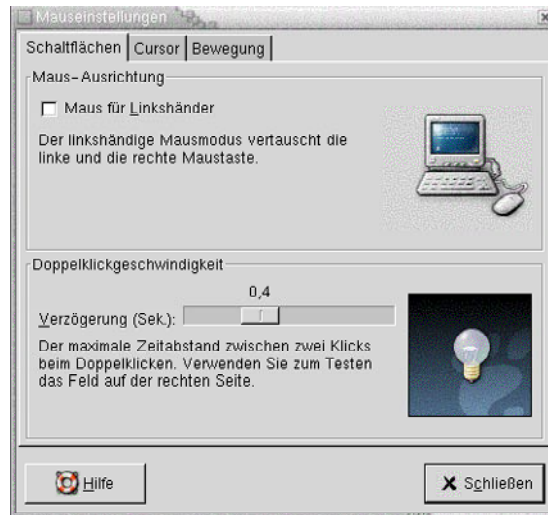 Mauseinstellungen
Schaltflächen Cursor Bewegung
Maus-Ausrichtung
Maus für Linkshänder
Der linkshändige Mausmodus vertauscht die
linke und die rechte Maustaste.
Doppelklickgeschwindigkeit
0,4
Verzögerung (Sek.):
Der maximale Zeitabstand zwischen zwei Klicks
beim Doppelklicken. Verwenden Sie zum Testen
das Feld auf der rechten Seite.
Hilfe
Schließen